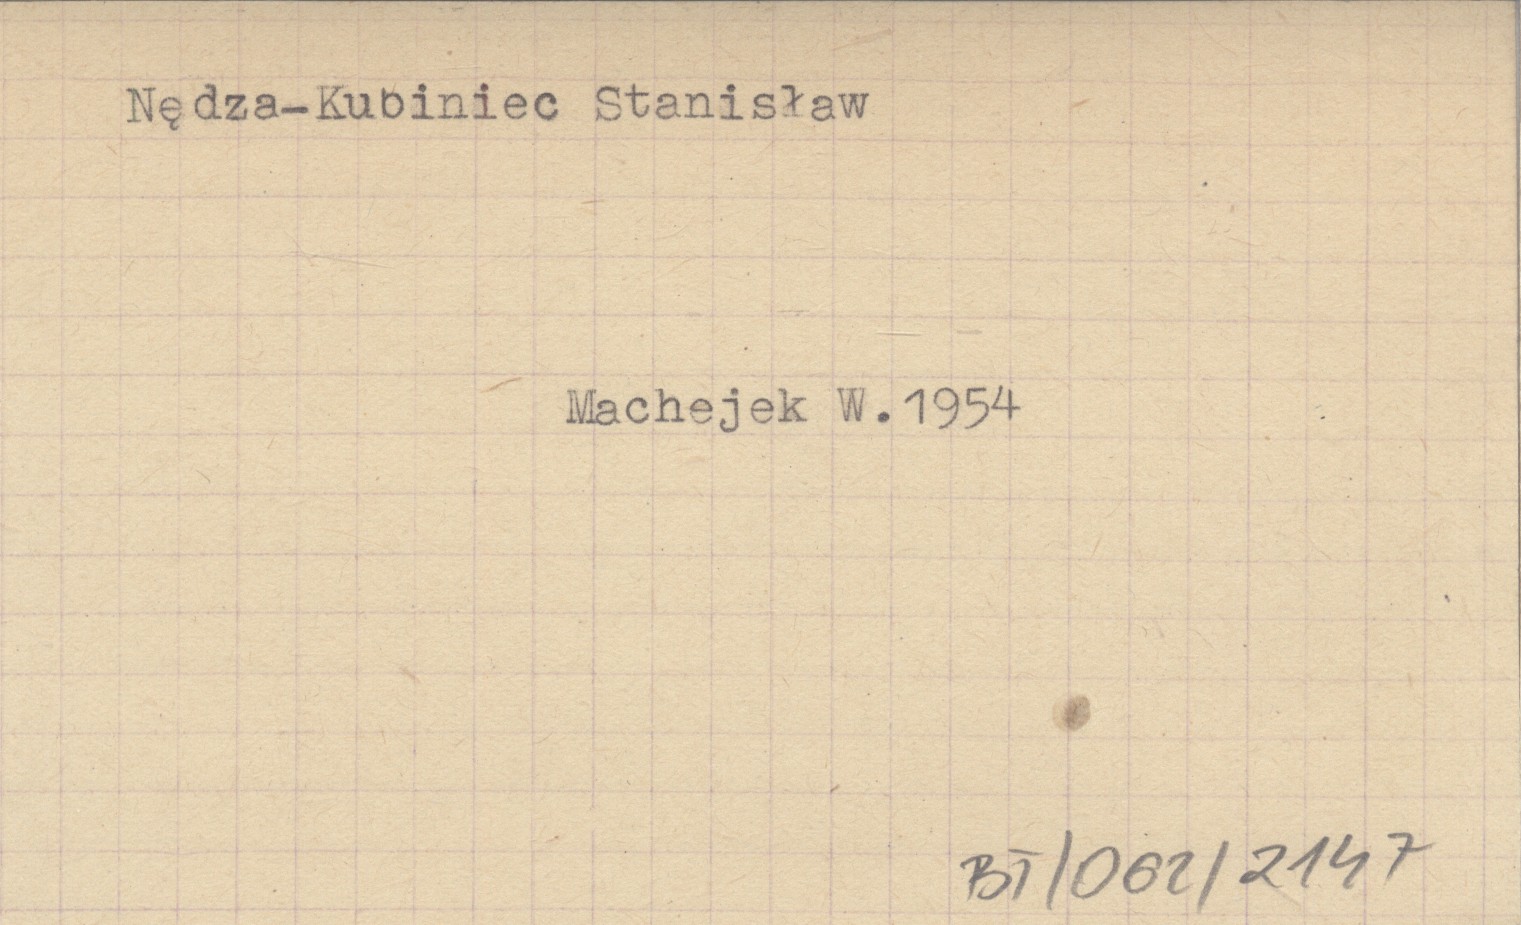 Nędza-Kubiniec Stanisław
Machejek W.1954
BT/062/2147